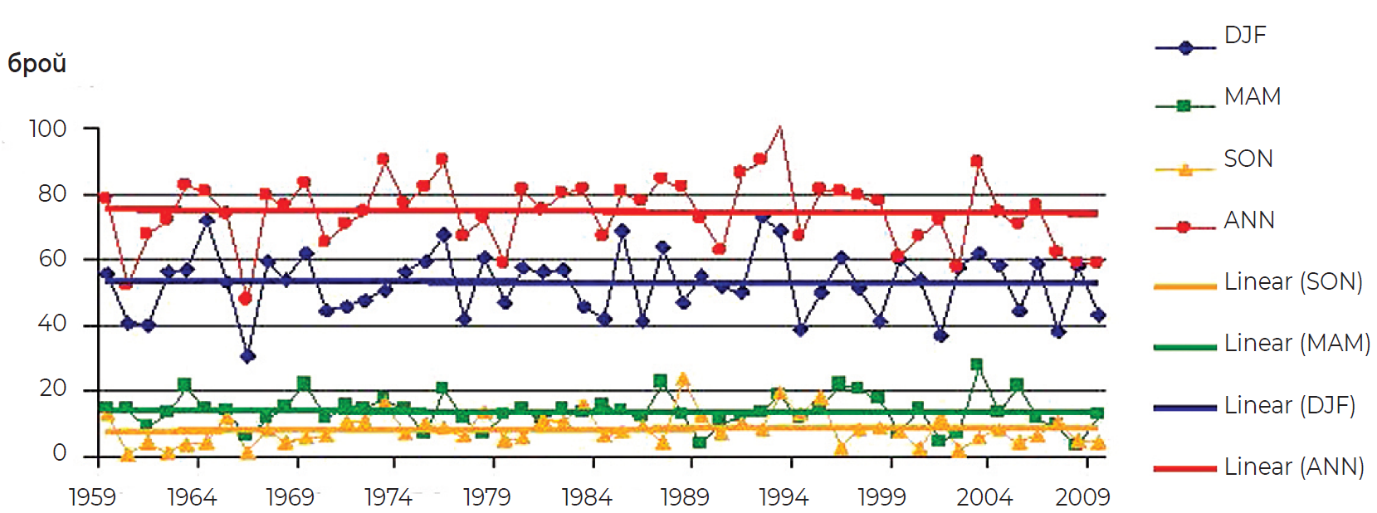 брой
100
80
60
40
20
0
1959 1964 1969 1974 1979 1984 1989 1994 1999 2004 2009
DJF
MAM
SON
ANN
Linear (SON)
Linear (MAM)
Linear (DJF)
Linear (ANN)